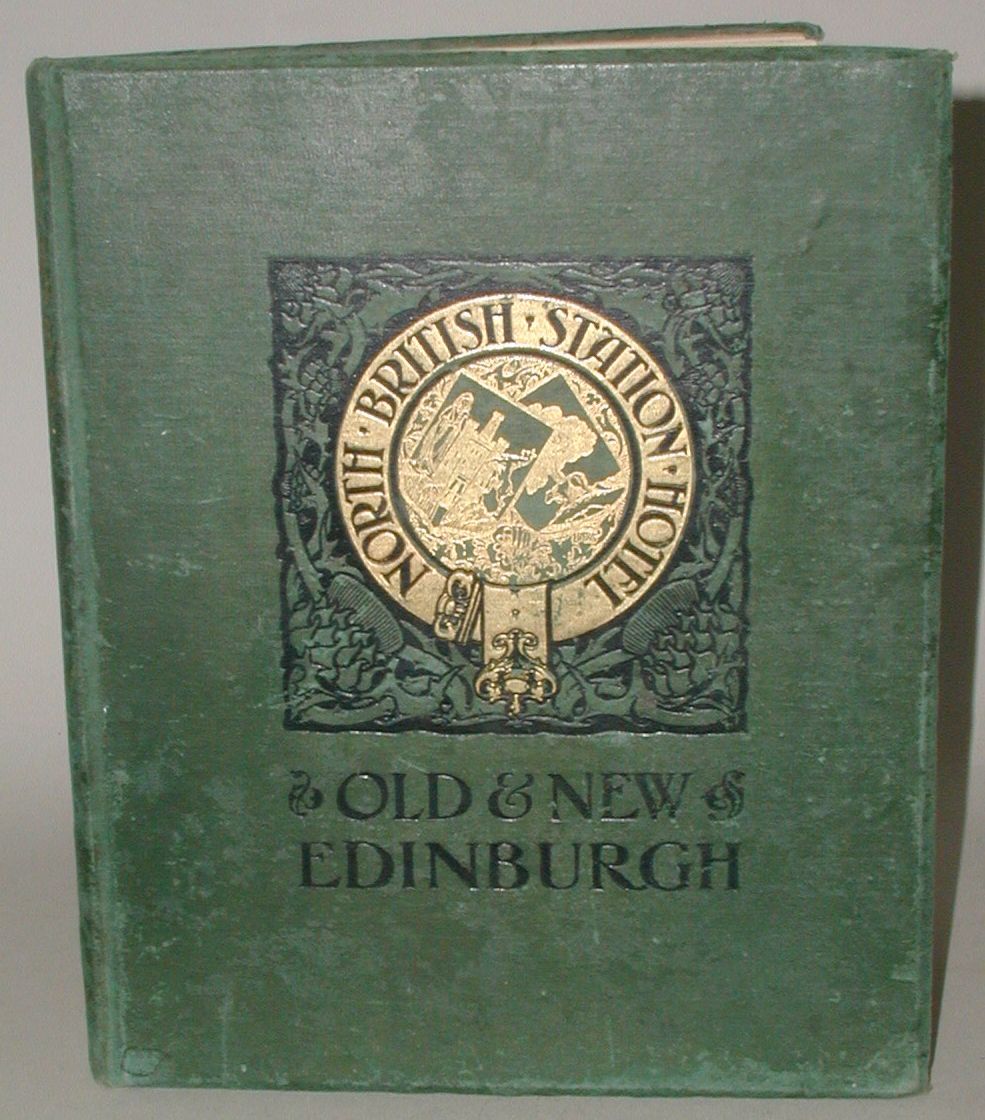 NORTH · BRITISH · STATION · HOTEL
OLD & NEW
EDINBURGH